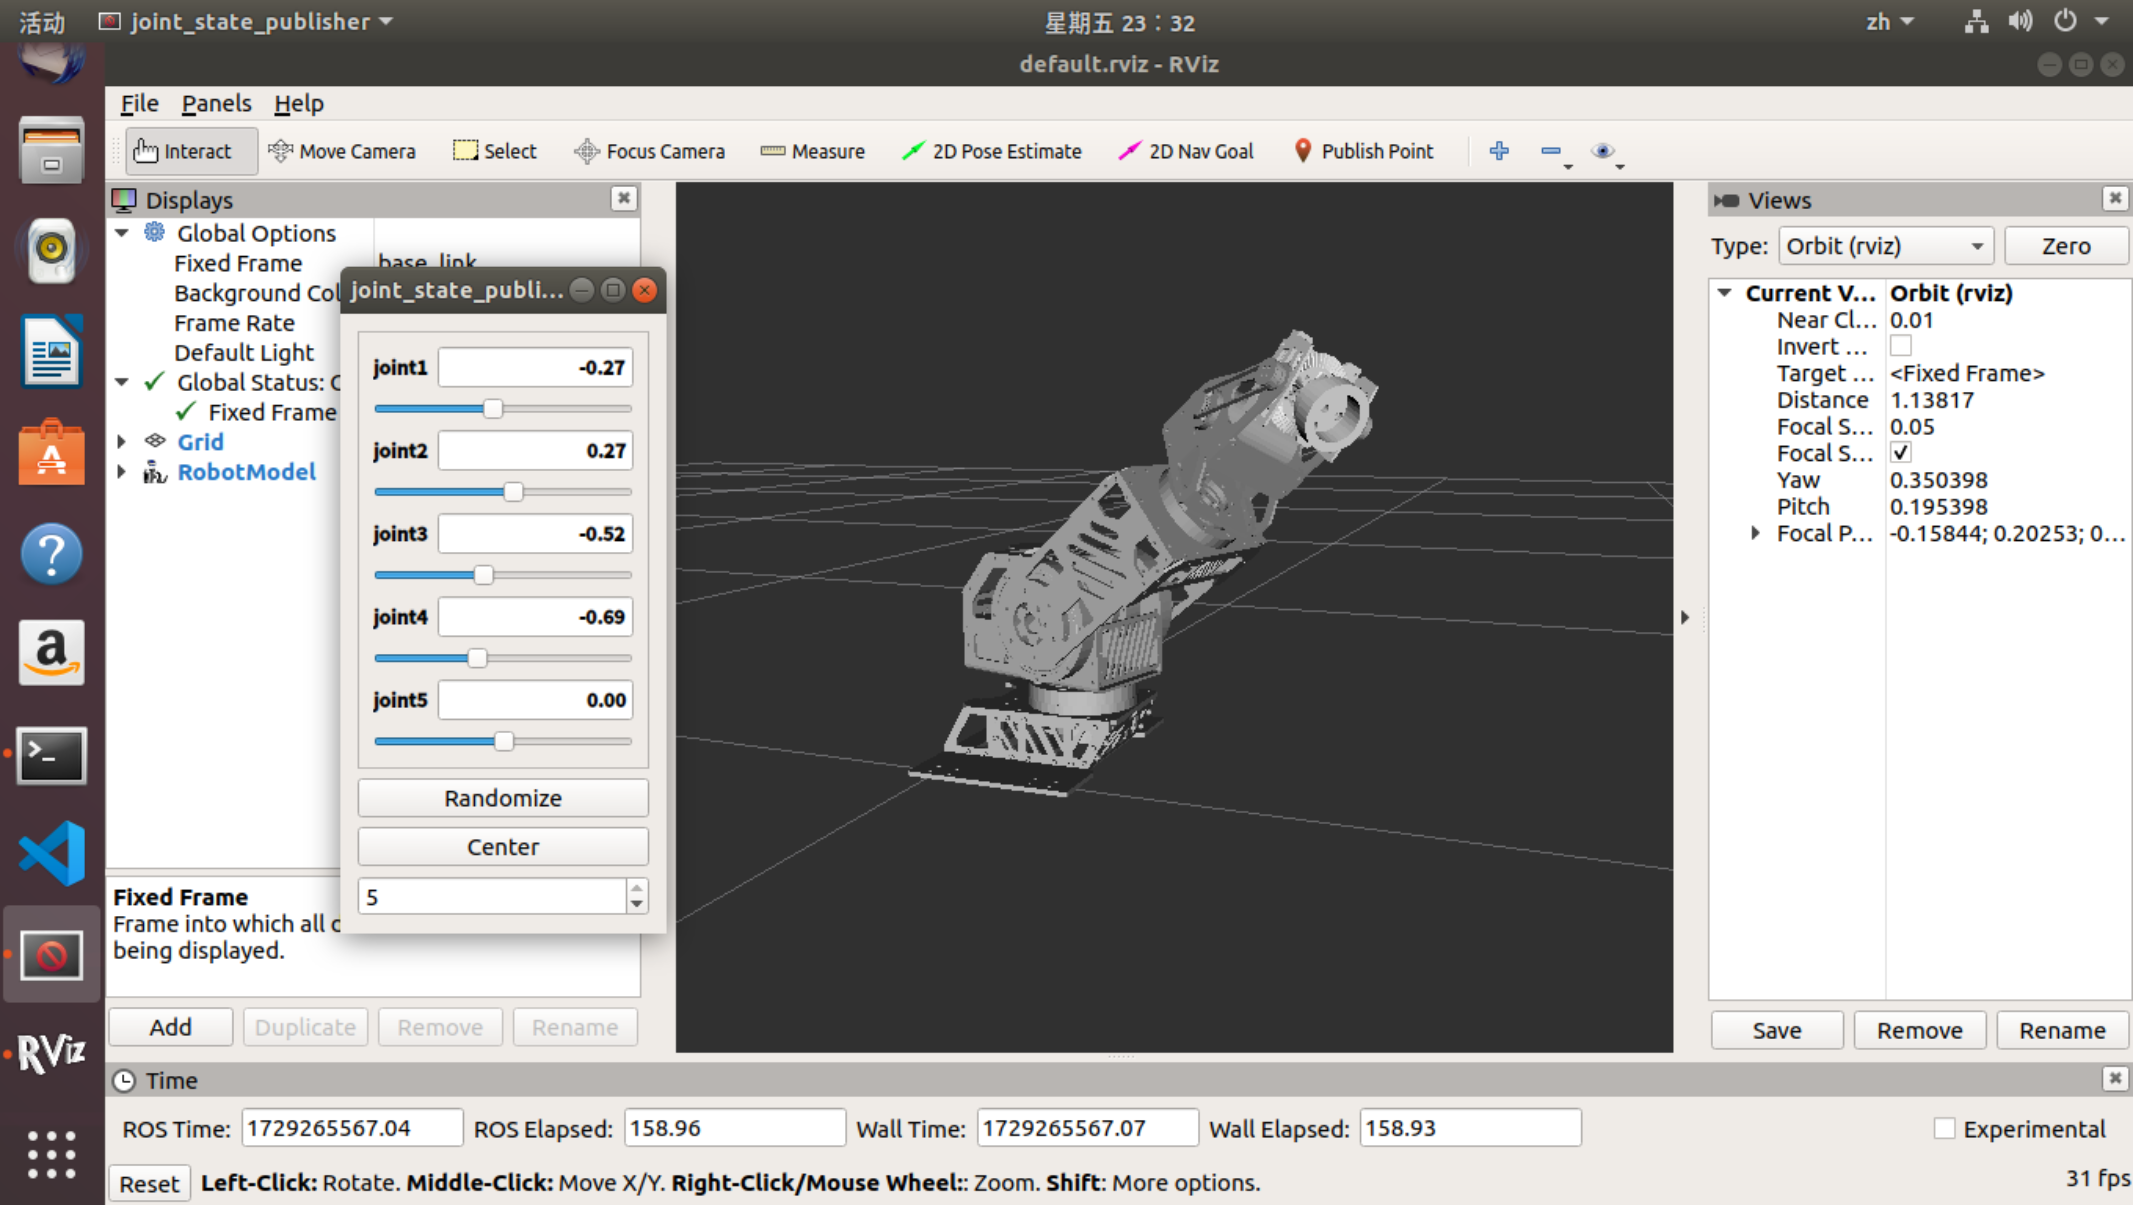 活动
joint_state_publisher
星期五 23：32
zh
default.rviz - RViz
File Panels Help
Interact Move Camera Select Focus Camera Measure 2D Pose Estimate 2D Nav Goal Publish Point
Displays
Global Options
Fixed Frame base_link
Background Col
Frame Rate
Default Light
Global Status:
Fixed Frame
Grid
RobotModel
Fixed Frame
Frame into which all
being displayed.
Add Duplicate Remove Rename
joint_state_publi...
joint1 -0.27
joint2 0.27
joint3 -0.52
joint4 -0.69
joint5 0.00
Randomize
Center
5
Views
Type: Orbit (rviz) Zero
Current V... Orbit (rviz)
Near Cl... 0.01
Invert ...
Target ... <Fixed Frame>
Distance 1.13817
Focal S... 0.05
Focal S...
Yaw 0.350398
Pitch 0.195398
Focal P... -0.15844; 0.20253; 0...
Save Remove Rename
Time
ROS Time: 1729265567.04 ROS Elapsed: 158.96 Wall Time: 1729265567.07 Wall Elapsed: 158.93 Experimental
Reset Left-Click: Rotate. Middle-Click: Move X/Y. Right-Click/Mouse Wheel:: Zoom. Shift: More options. 31 fps
RViz